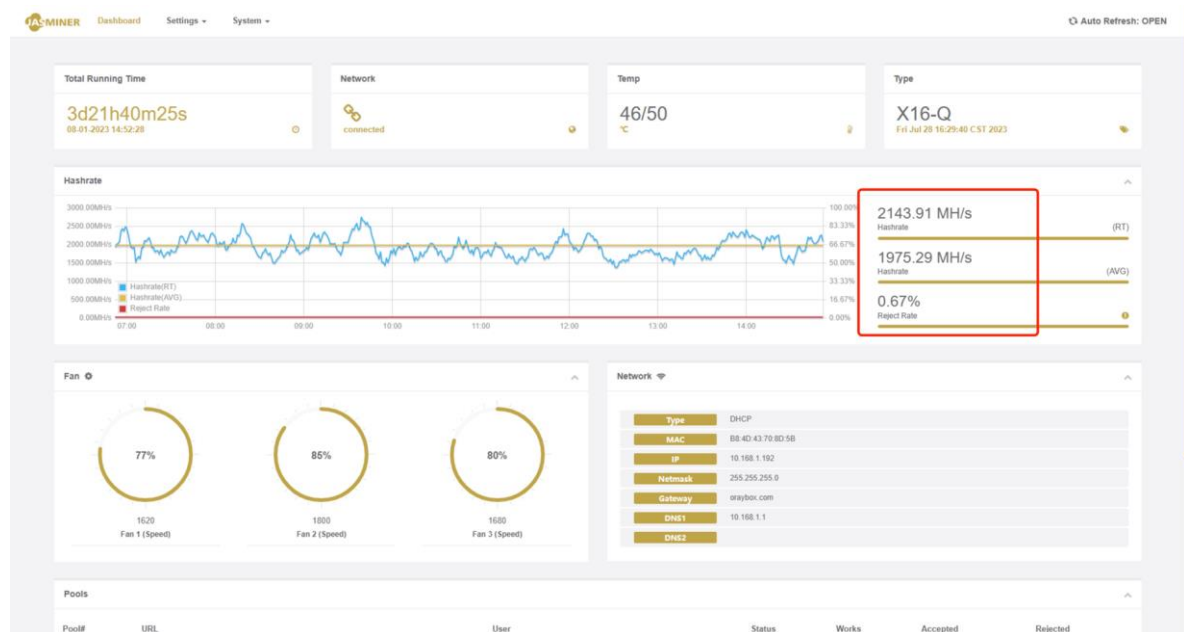 JASMINER Dashboard Settings System Auto Refresh: OPEN
Total Running Time
3d21h40m25s
08-01-2023 14:52:28
Network
connected
Temp
46/50
°C
Type
X16-Q
Fri Jul 28 16:29:40 CST 2023
Hashrate
3000.00MH/s
2500.00MH/s
2000.00MH/s
1500.00MH/s
1000.00MH/s
500.00MH/s
0.00MH/s
Hashrate(RT)
Hashrate(AVG)
Reject Rate
100.00%
83.33%
66.67%
50.00%
33.33%
16.67%
0.00%
07:00 08:00 09:00 10:00 11:00 12:00 13:00 14:00
2143.91 MH/s
Hashrate (RT)
1975.29 MH/s
Hashrate (AVG)
0.67%
Reject Rate
Fan
77% 85% 80%
1620 1800 1680
Fan 1 (Speed) Fan 2 (Speed) Fan 3 (Speed)
Network
Type DHCP
MAC B8:4D:43:70:8D:5B
IP 10.168.1.192
Netmask 255.255.255.0
Gateway oraybox.com
DNS1 10.168.1.1
DNS2
Pools
Pool# URL User Status Works Accepted Rejected